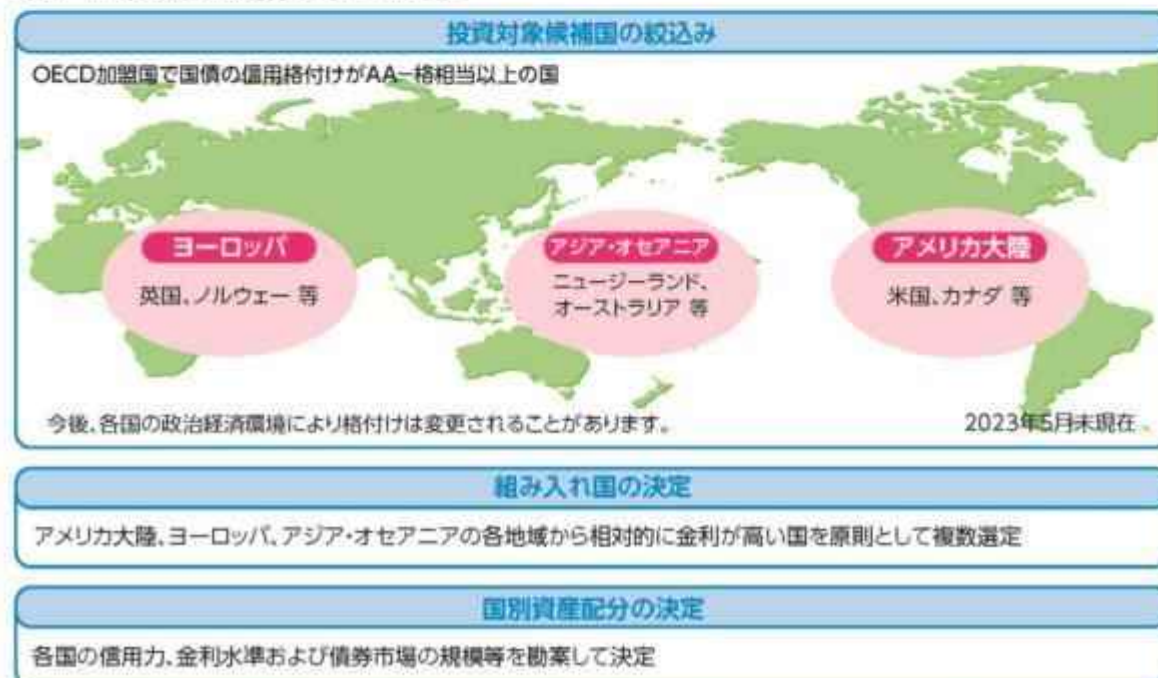 投資対象候補国の絞込み
OECD加盟国で国債の信用格付けがAA－格相当以上の国
ヨーロッパ
英国、ノルウェー 等
アジア・オセアニア
ニュージーランド、
オーストラリア 等
アメリカ大陸
米国、カナダ 等
今後、各国の政治経済環境により格付けは変更されることがあります。
2023年5月末現在
組み入れ国の決定
アメリカ大陸、ヨーロッパ、アジア・オセアニアの各地域から相対的に金利が高い国を原則として複数選定
国別資産配分の決定
各国の信用力、金利水準および債券市場の規模等を勘案して決定